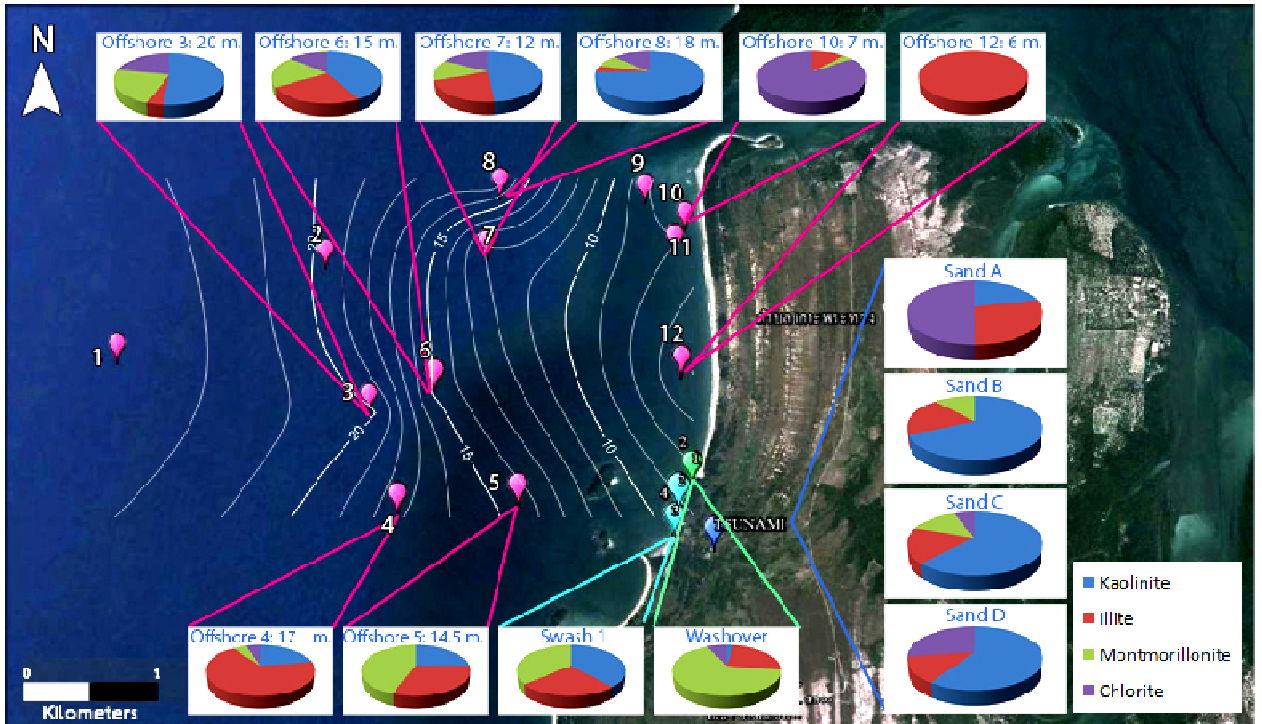 N
Offshore 3: 20 m.
Offshore 6: 15 m.
Offshore 7: 12 m.
Offshore 8: 18 m.
Offshore 10: 7 m.
Offshore 12: 6 m.
8
9
10
11
2
15
7
10
12
1
6
3
20
15
10
5
4
2
1
2
4
3
TSUNAMI
Sand A
Sand B
Sand C
Sand D
Offshore 4: 17 m.
Offshore 5: 14.5 m.
Swash 1
Washover
Kaolinite
Illite
Montmorillonite
Chlorite
0 1
Kilometers